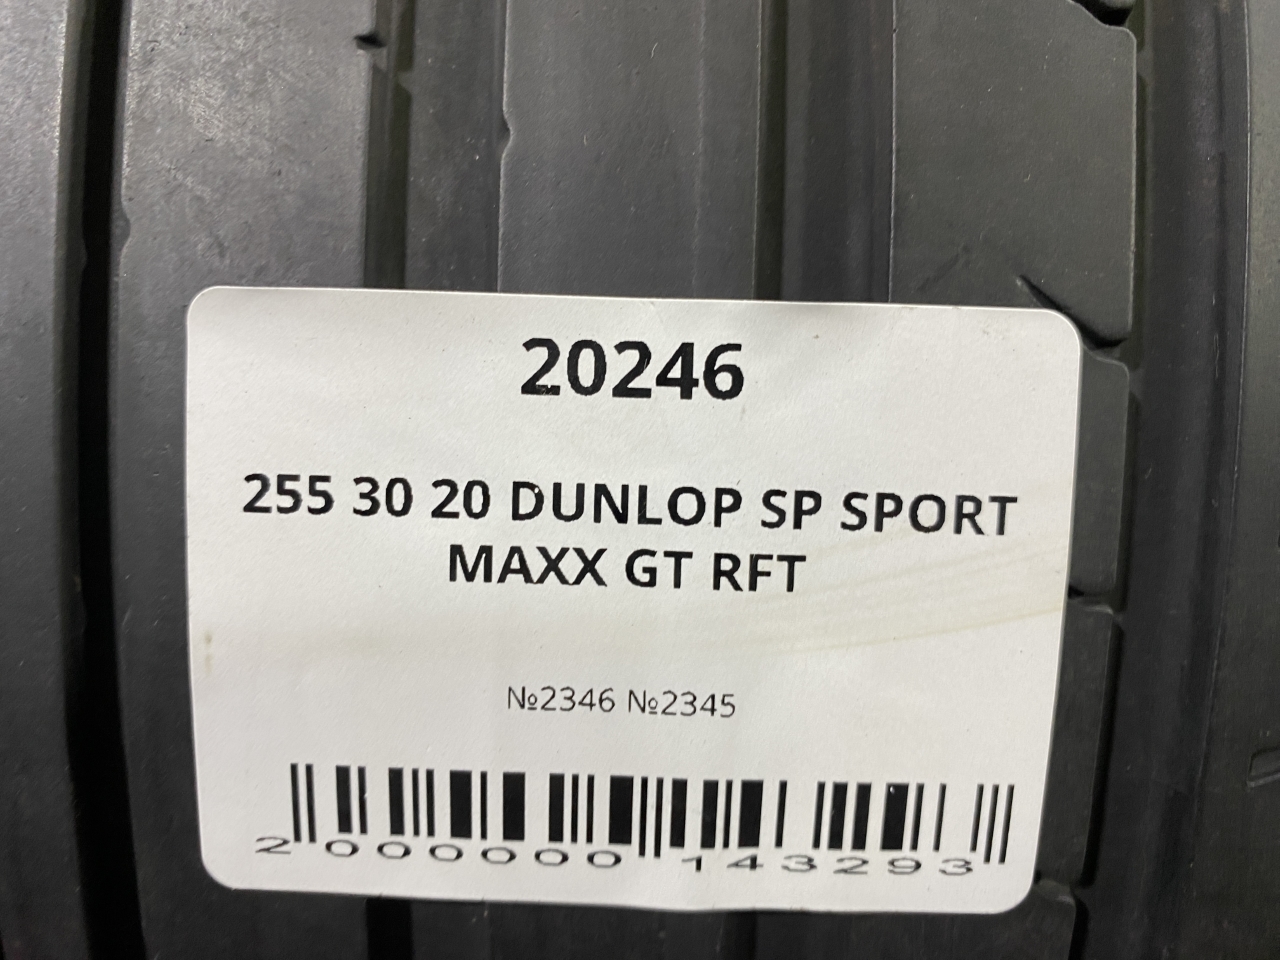 20246
255 30 20 DUNLOP SP SPORT
MAXX GT RFT
№2346 №2345
2 000000 143293